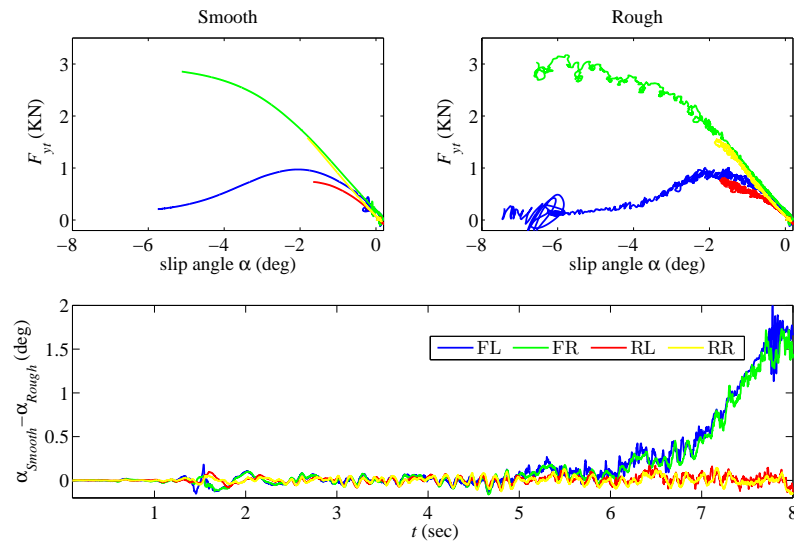 Smooth
Rough
F_yt (KN)
3
2
1
0
−8
−6
−4
−2
0
slip angle α (deg)
F_yt (KN)
3
2
1
0
−8
−6
−4
−2
0
slip angle α (deg)
α_Smooth−α_Rough (deg)
2
1.5
1
0.5
0
FL
FR
RL
RR
1
2
3
4
5
6
7
8
t (sec)